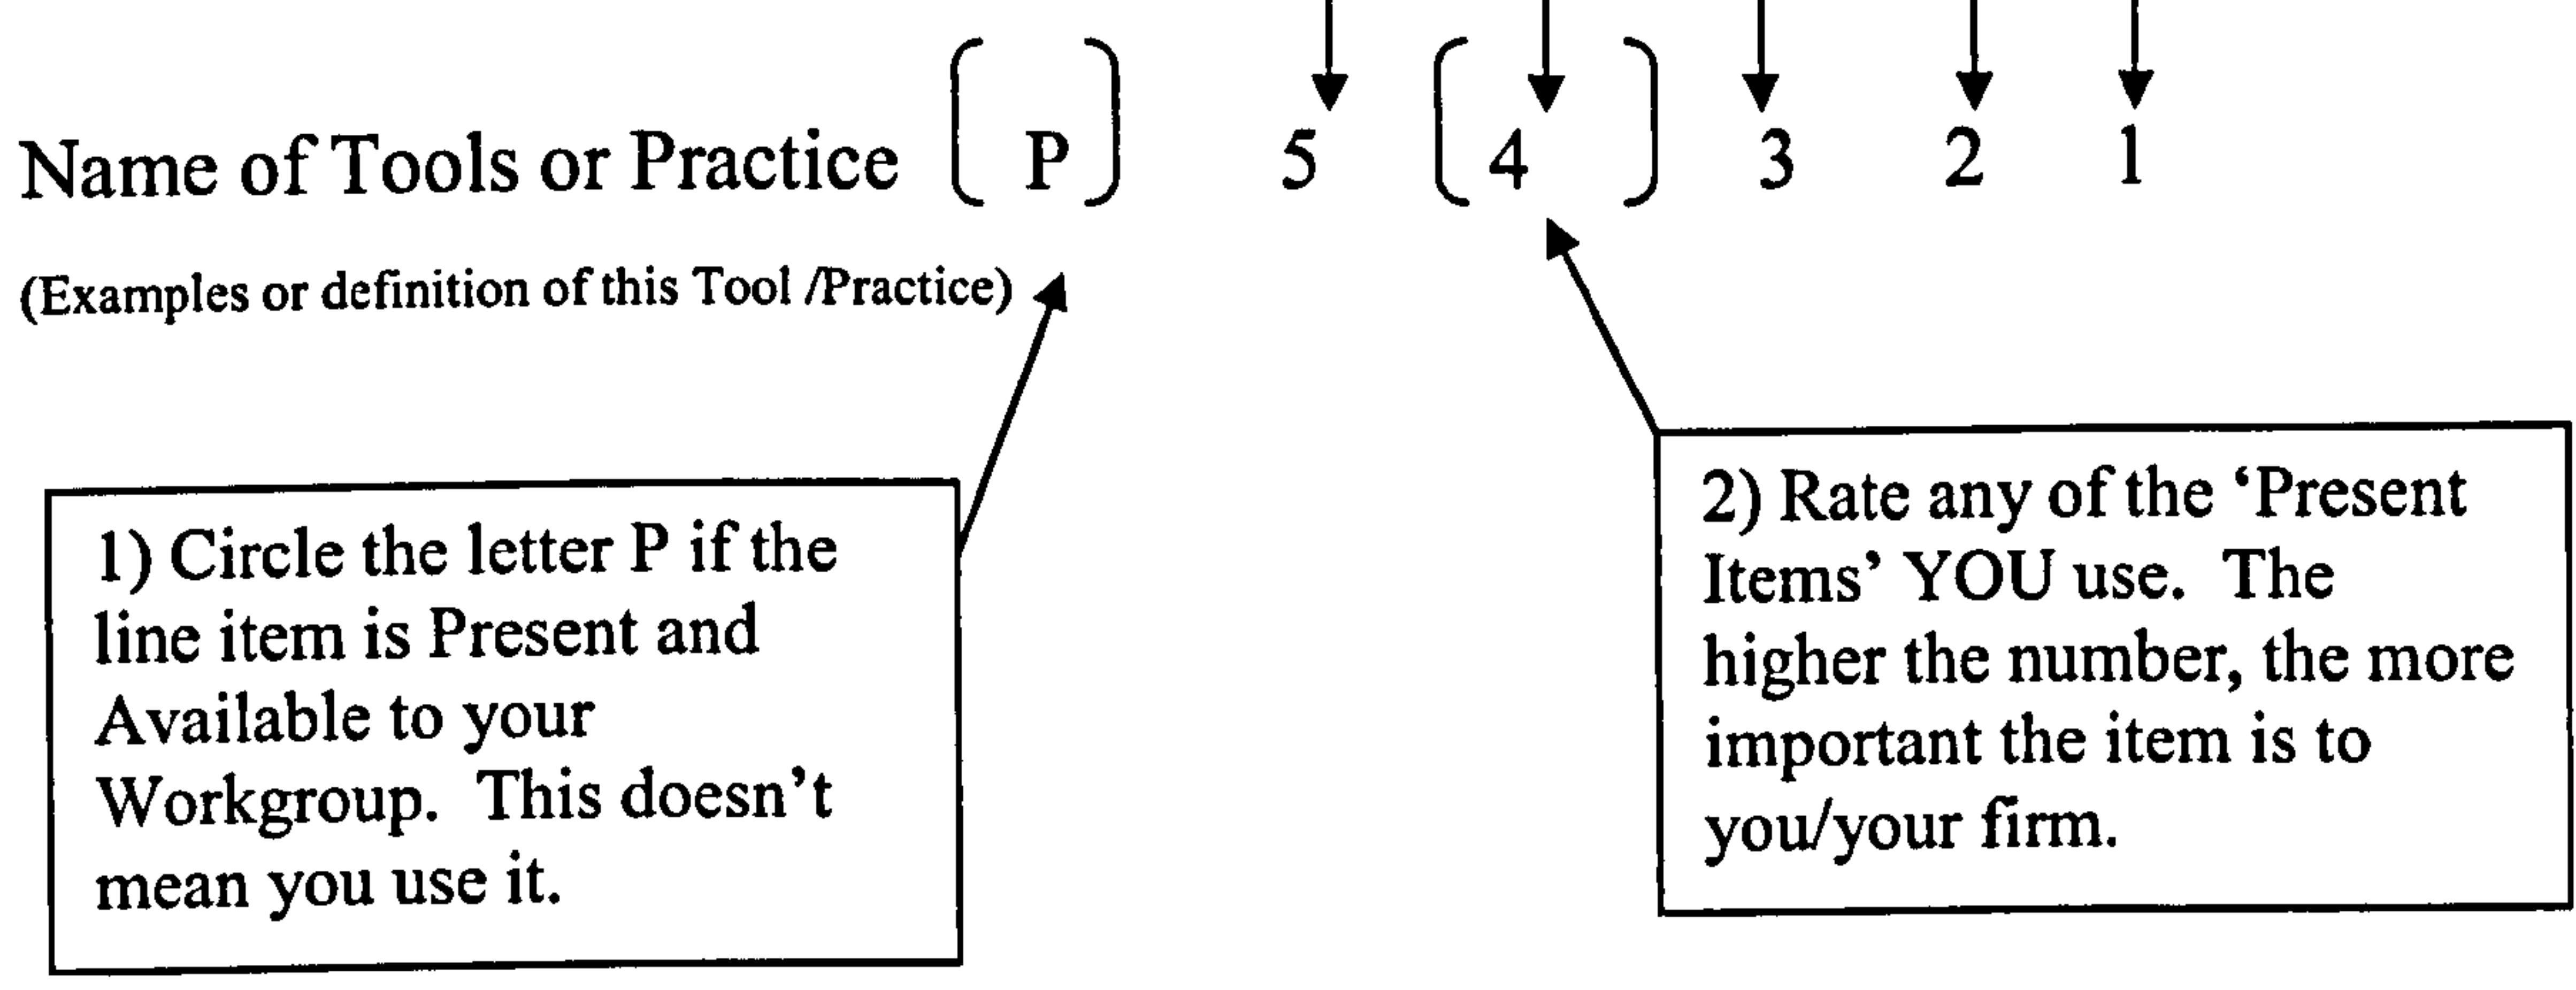 Name of Tools or Practice ( P ) 5 ( 4 ) 3 2 1
(Examples or definition of this Tool /Practice)
1) Circle the letter P if the
line item is Present and
Available to your
Workgroup. This doesn't
mean you use it.
2) Rate any of the ‘Present
Items’ YOU use. The
higher the number, the more
important the item is to
you/your firm.